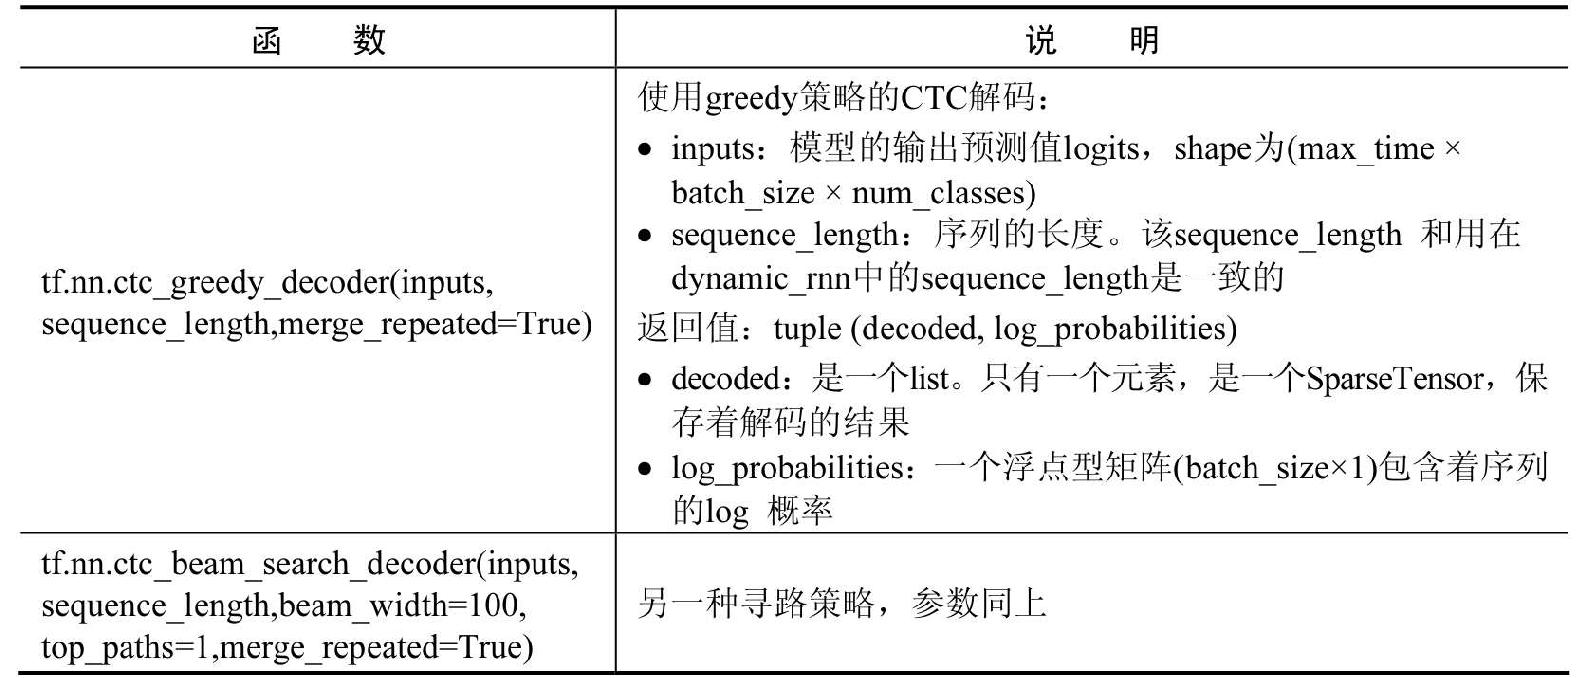 函 数
说 明
tf.nn.ctc_greedy_decoder(inputs,
sequence_length,merge_repeated=True)
使用greedy策略的CTC解码：
• inputs：模型的输出预测值logits，shape为(max_time ×
batch_size × num_classes)
• sequence_length：序列的长度。该sequence_length 和用在
dynamic_rnn中的sequence_length是一致的
返回值：tuple (decoded, log_probabilities)
• decoded：是一个list。只有一个元素，是一个SparseTensor，保
存着解码的结果
• log_probabilities：一个浮点型矩阵(batch_size×1)包含着序列
的log 概率
tf.nn.ctc_beam_search_decoder(inputs,
sequence_length,beam_width=100,
top_paths=1,merge_repeated=True)
另一种寻路策略，参数同上